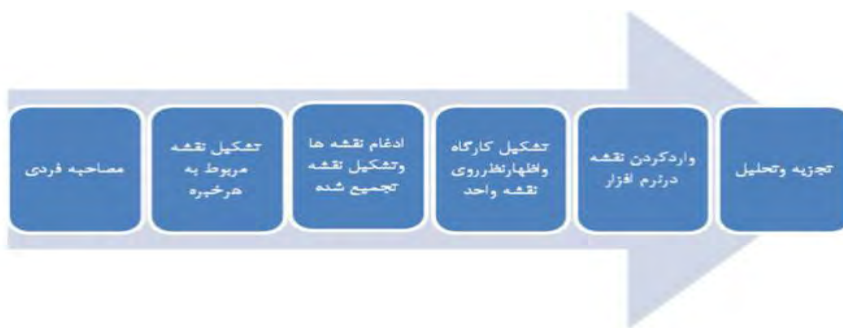 مصاحبه فردی
تشکیل نقشه
مربوط به
هرخبره
ادغام نقشه ها
وتشکیل نقشه
تجمیع شده
تشکیل کارگاه
واظهارنظرروی
نقشه واحد
واردکردن نقشه
درنرم افزار
تجزیه وتحلیل